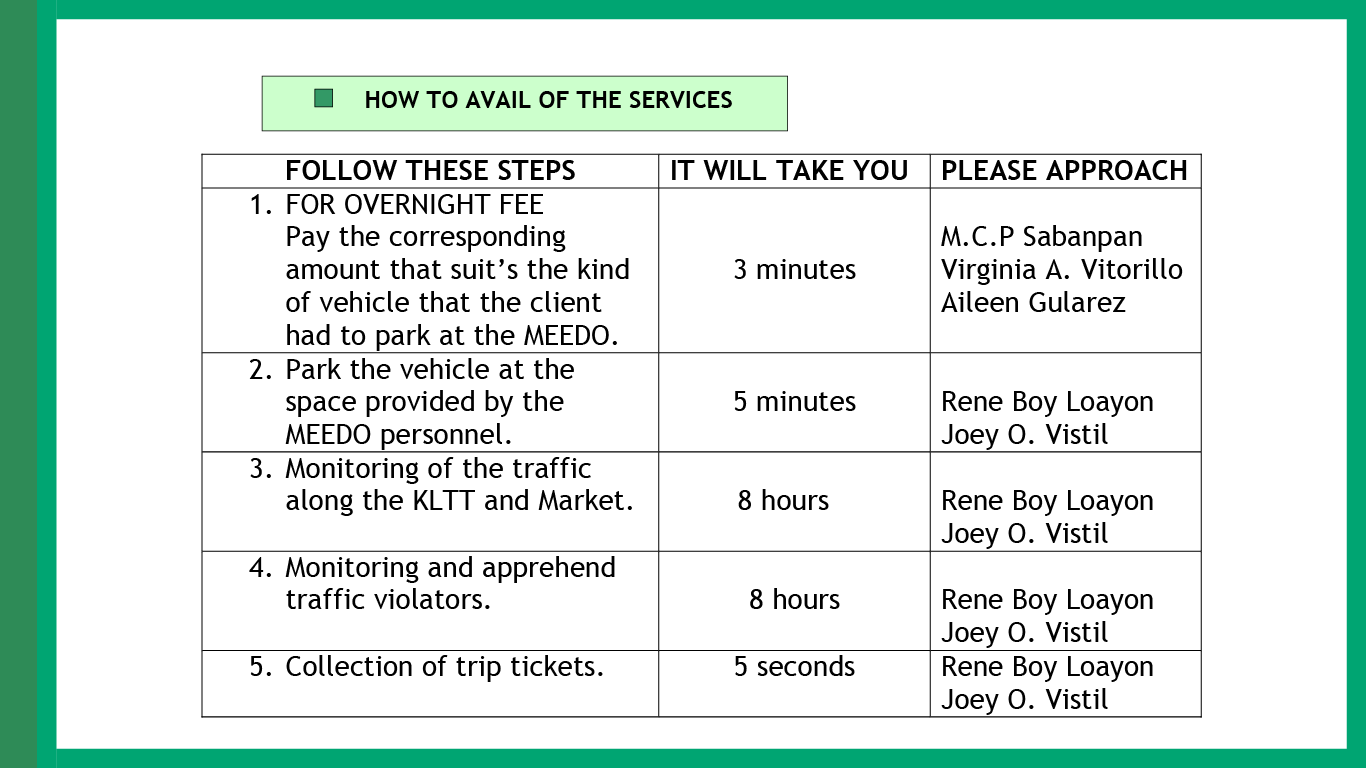 HOW TO AVAIL OF THE SERVICES
FOLLOW THESE STEPS
IT WILL TAKE YOU
PLEASE APPROACH
1. FOR OVERNIGHT FEE
Pay the corresponding
amount that suit’s the kind
of vehicle that the client
had to park at the MEEDO.
3 minutes
M.C.P Sabanpan
Virginia A. Vitorillo
Aileen Gularez
2. Park the vehicle at the
space provided by the
MEEDO personnel.
5 minutes
Rene Boy Loayon
Joey O. Vistil
3. Monitoring of the traffic
along the KLTT and Market.
8 hours
Rene Boy Loayon
Joey O. Vistil
4. Monitoring and apprehend
traffic violators.
8 hours
Rene Boy Loayon
Joey O. Vistil
5. Collection of trip tickets.
5 seconds
Rene Boy Loayon
Joey O. Vistil